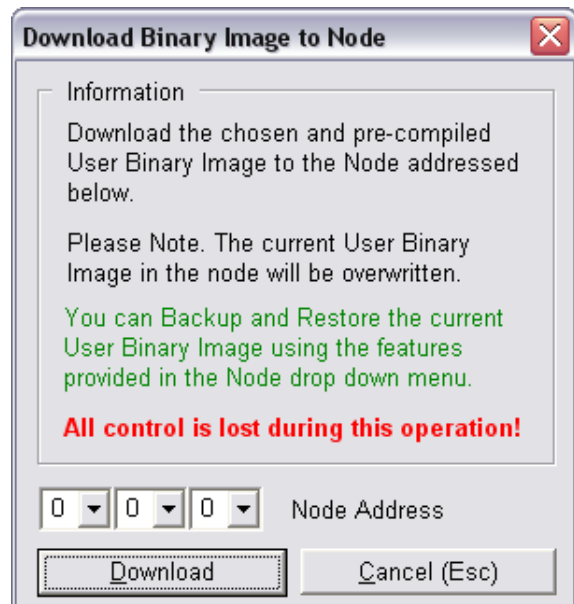 Download Binary Image to Node
Information
Download the chosen and pre-compiled
User Binary Image to the Node addressed
below.
Please Note. The current User Binary
Image in the node will be overwritten.
You can Backup and Restore the current
User Binary Image using the features
provided in the Node drop down menu.
All control is lost during this operation!
0 0 0 Node Address
Download Cancel (Esc)